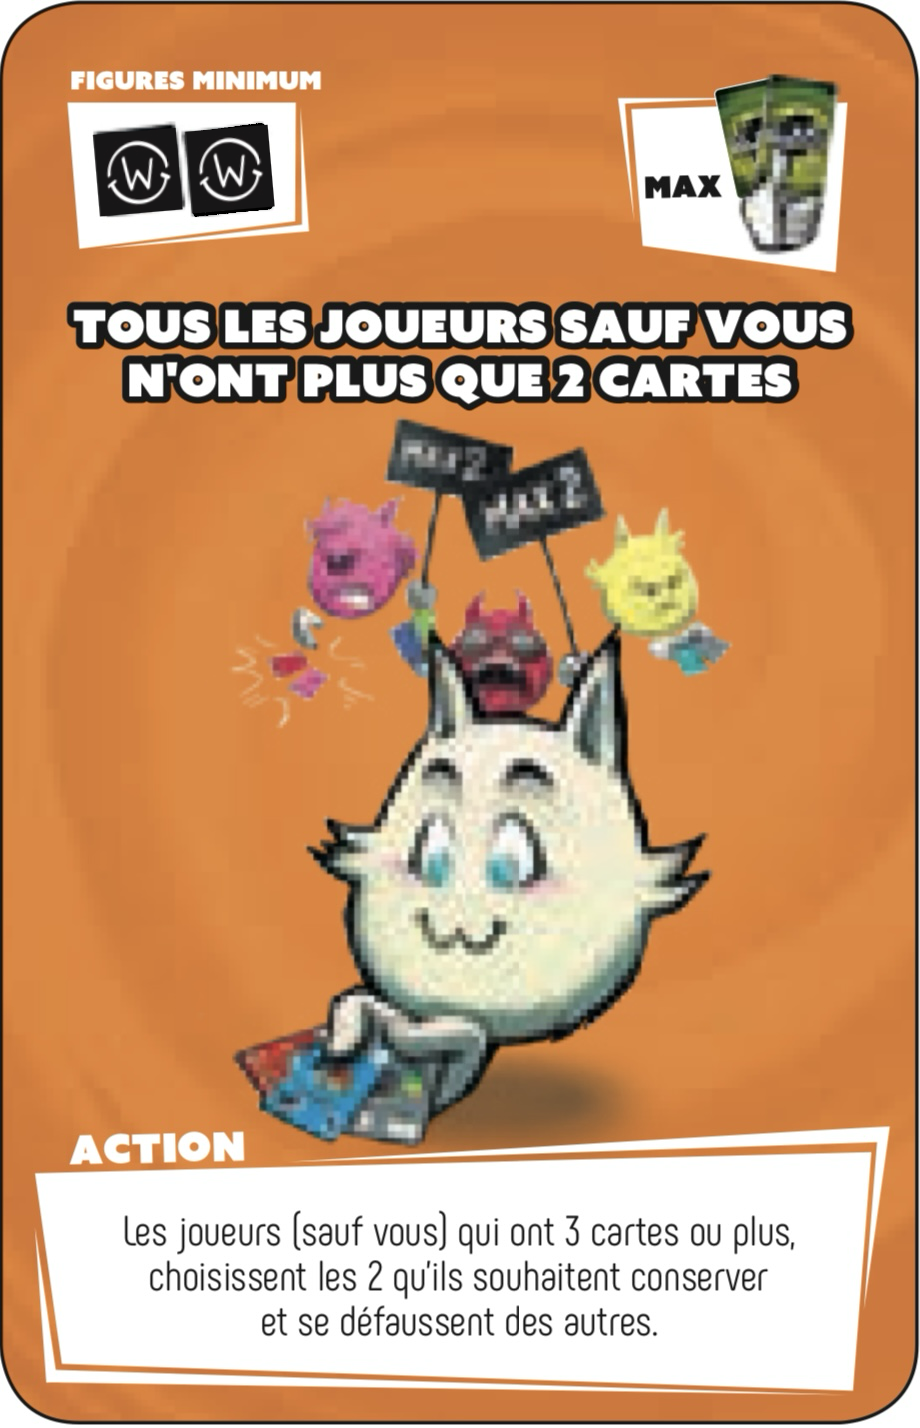 FIGURES MINIMUM
W W
MAX
TOUS LES JOUEURS SAUF VOUS
N'ONT PLUS QUE 2 CARTES
MAX 2
MAX 2
ACTION
Les joueurs (sauf vous) qui ont 3 cartes ou plus,
choisissent les 2 qu'ils souhaitent conserver
et se défaussent des autres.